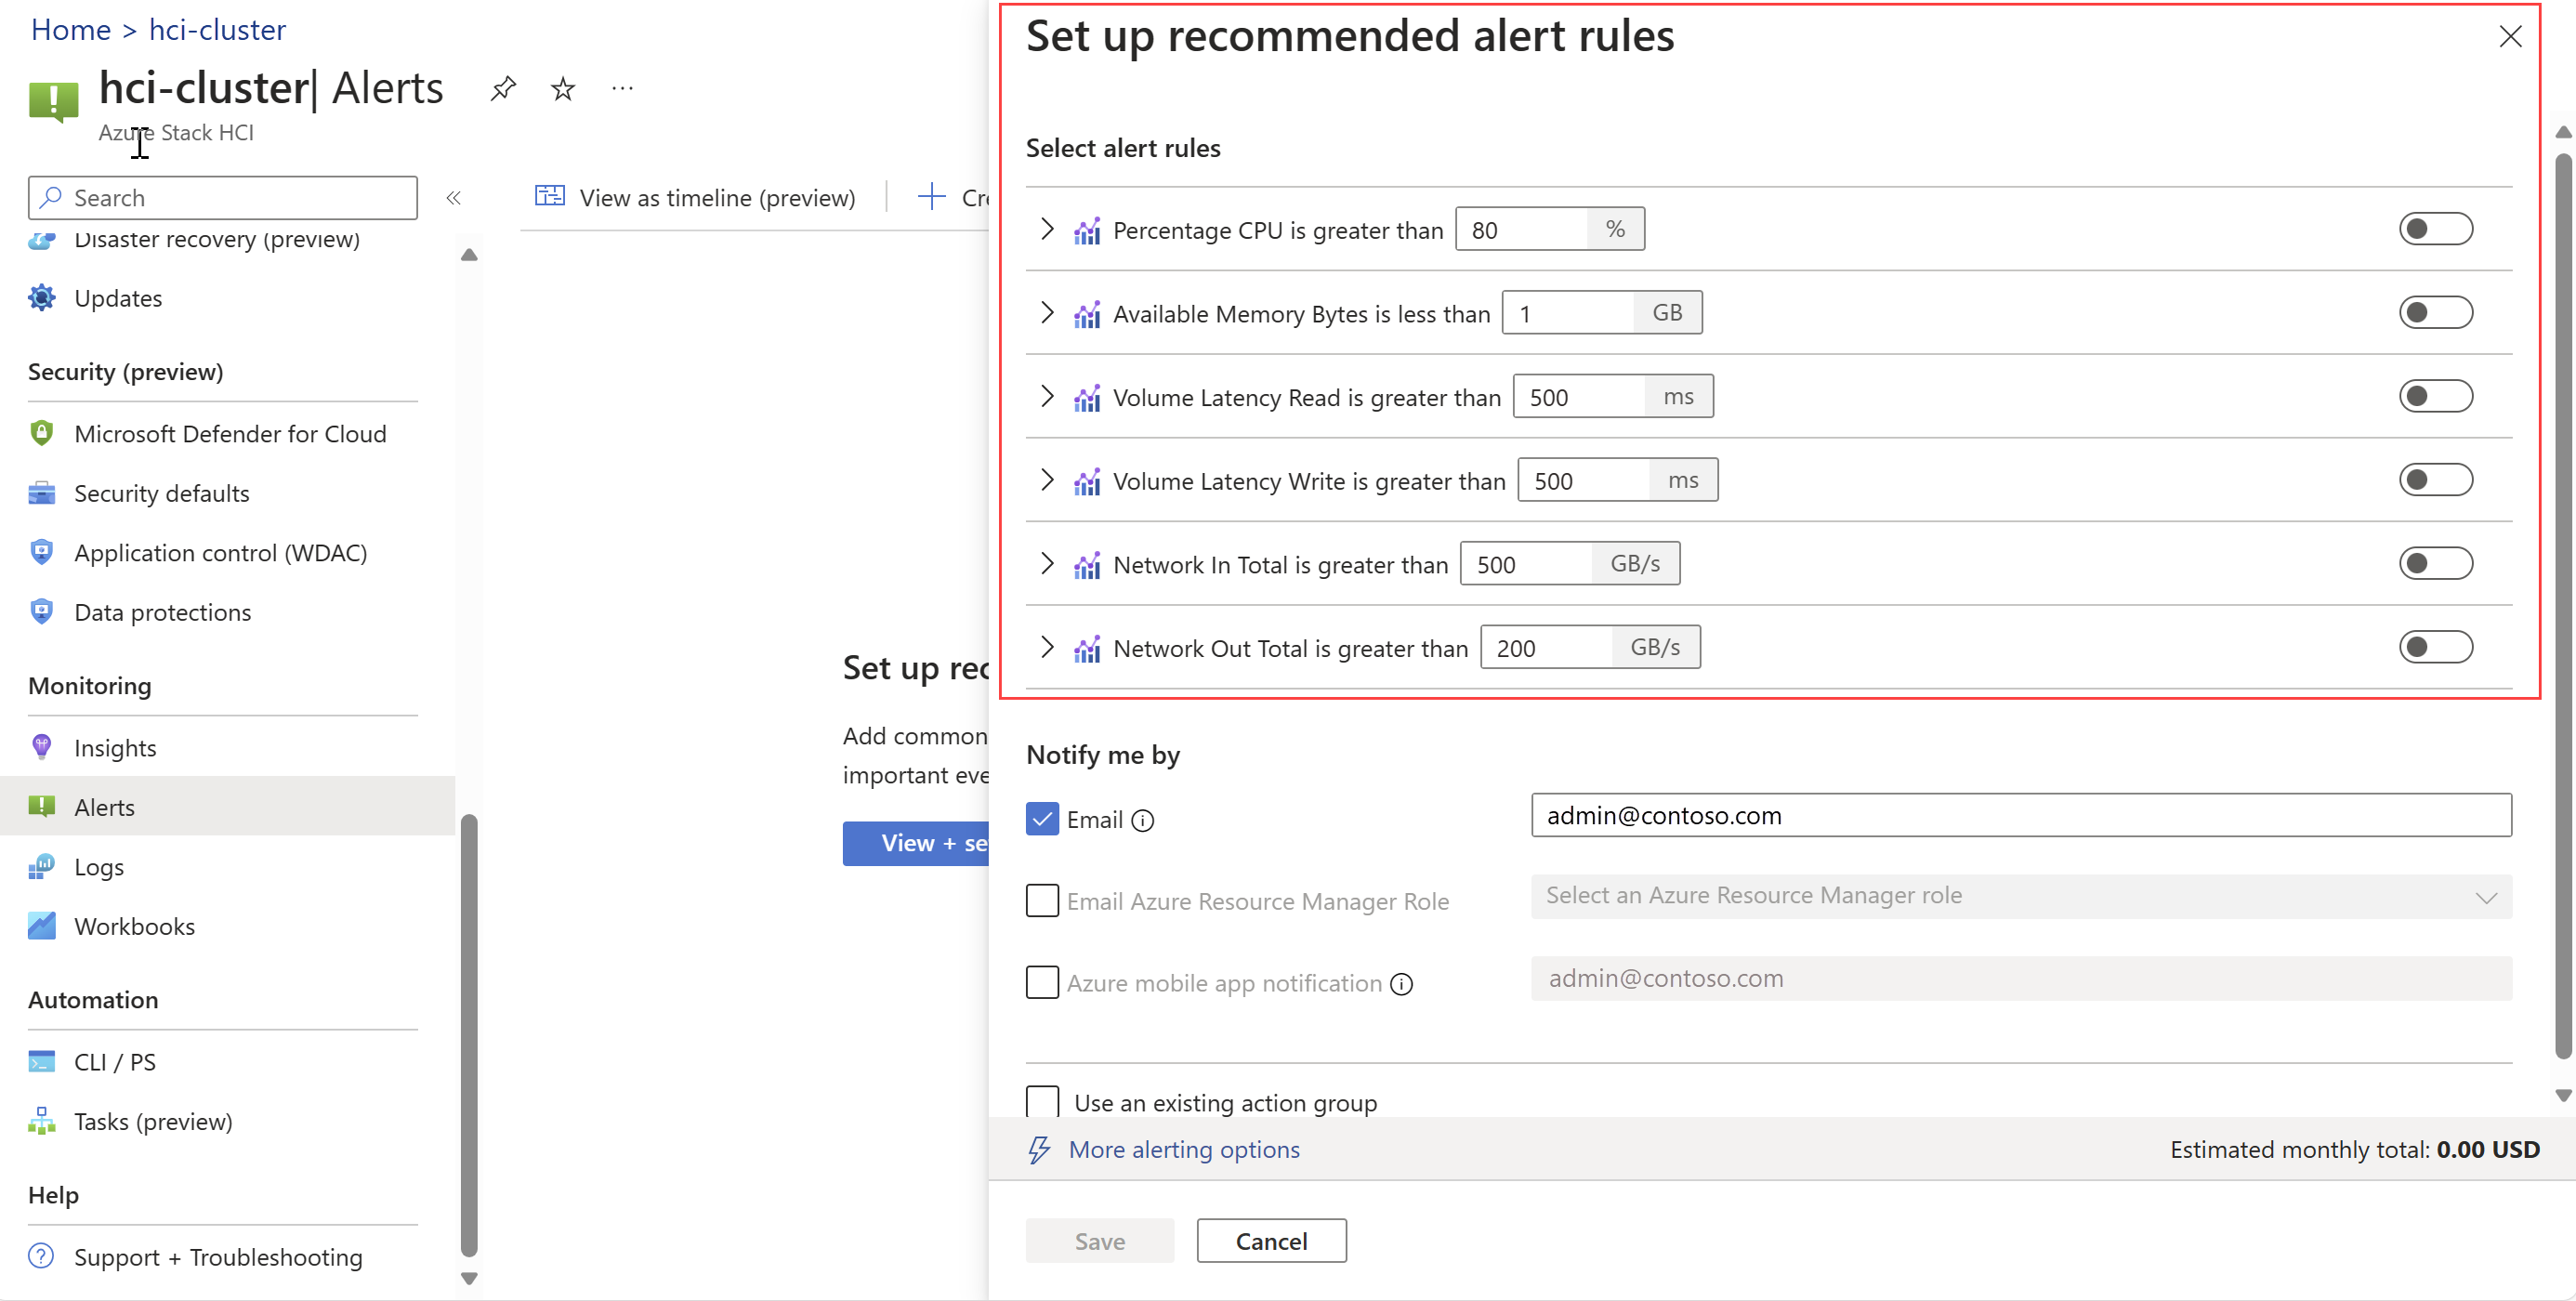 Home > hci-cluster
hci-cluster| Alerts
Azure Stack HCI
Search
Disaster recovery (preview)
Updates
Security (preview)
Microsoft Defender for Cloud
Security defaults
Application control (WDAC)
Data protections
Monitoring
Insights
Alerts
Logs
Workbooks
Automation
CLI / PS
Tasks (preview)
Help
Support + Troubleshooting
View as timeline (preview)
Set up
Add common
important
View +
Set up recommended alert rules
Select alert rules
Percentage CPU is greater than 80 %
Available Memory Bytes is less than 1 GB
Volume Latency Read is greater than 500 ms
Volume Latency Write is greater than 500 ms
Network In Total is greater than 500 GB/s
Network Out Total is greater than 200 GB/s
Notify me by
Email admin@contoso.com
Email Azure Resource Manager Role Select an Azure Resource Manager role
Azure mobile app notification admin@contoso.com
Use an existing action group
More alerting options Estimated monthly total: 0.00 USD
Save Cancel